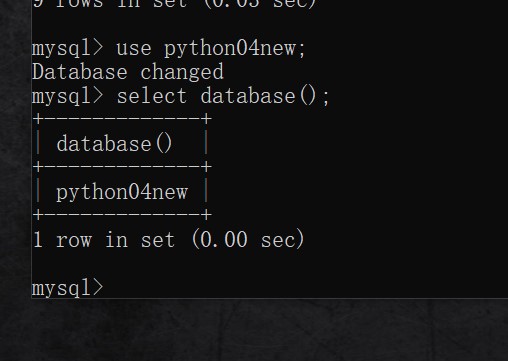 9 rows in set (0.03 sec)
mysql> use python04new;
Database changed
mysql> select database();
+-------------+
| database()  |
+-------------+
| python04new |
+-------------+
1 row in set (0.00 sec)
mysql>